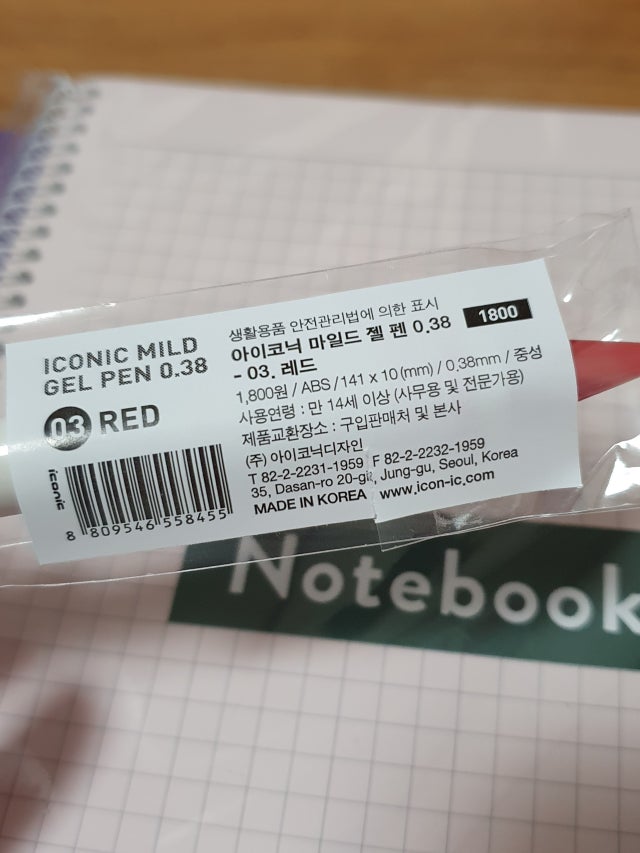 ICONIC MILD
GEL PEN 0.38
03 RED
iconic
8 809546 558455
생활용품 안전관리법에 의한 표시
아이코닉 마일드 젤 펜 0.38 1800
- 03. 레드
1,800원 / ABS / 141 x 10 (mm) / 0.38mm / 중성
사용연령 : 만 14세 이상 (사무용 및 전문가용)
제품교환장소 : 구입판매처 및 본사
(주) 아이코닉디자인
T 82-2-2231-1959 F 82-2-2232-1959
35, Dasan-ro 20-gil, Jung-gu, Seoul, Korea
MADE IN KOREA www.icon-ic.com
Notebook